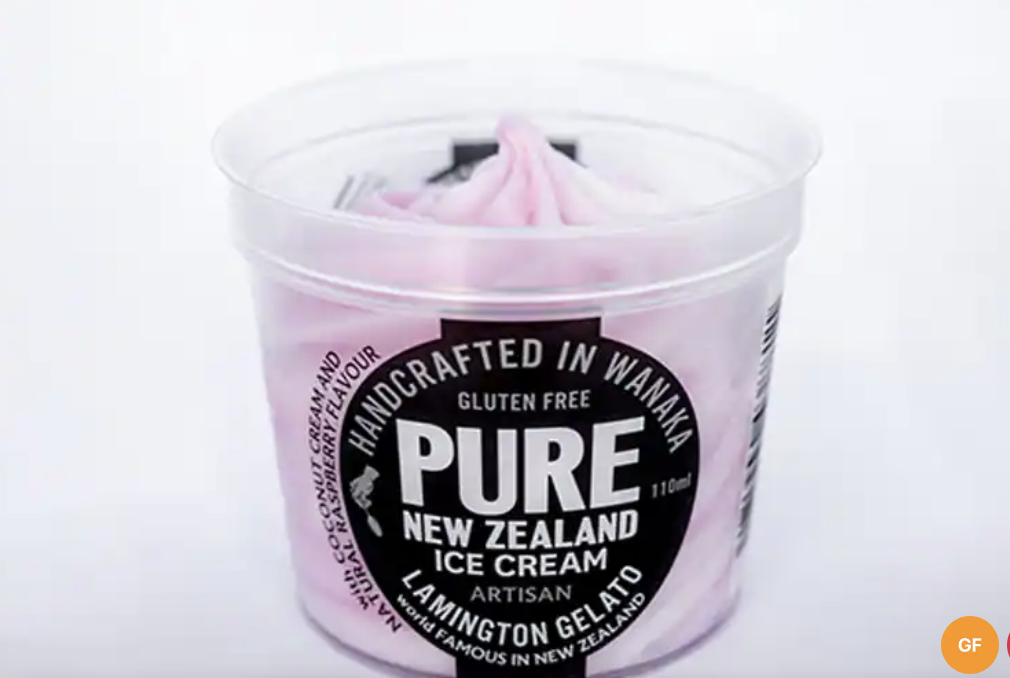 HANDCRAFTED IN WANAKA
GLUTEN FREE
PURE
110ml
NEW ZEALAND
ICE CREAM
ARTISAN
LAMINGTON GELATO
world FAMOUS IN NEW ZEALAND
with COCONUT CREAM AND
NATURAL RASPBERRY FLAVOUR
GF